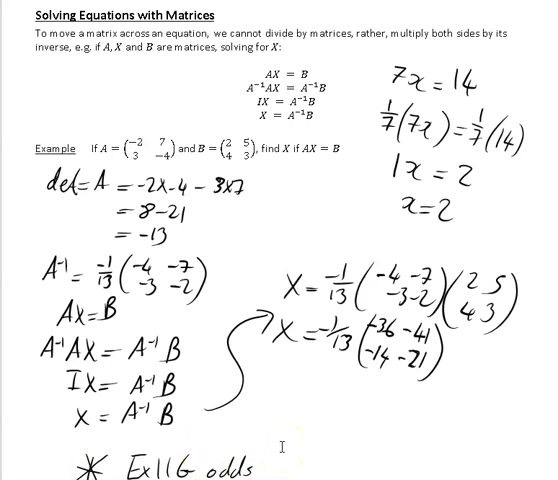 Solving Equations with Matrices
To move a matrix across an equation, we cannot divide by matrices, rather, multiply both sides by its
inverse, e.g. if A, X and B are matrices, solving for X:
AX = B
A⁻¹AX = A⁻¹B
IX = A⁻¹B
X = A⁻¹B
7x = 14
1/7(7x) = 1/7(14)
1x = 2
x = 2
Example If A = (−2 7; 3 −4) and B = (2 5; 4 3), find X if AX = B
det = A = -2x-4 - 3x7
= 8-21
= -13
A⁻¹ = -1/13 (-4 -7; -3 -2)
AX = B
A⁻¹AX = A⁻¹B
IX = A⁻¹B
X = A⁻¹B
X = -1/13 (-4 -7; -3 -2)(2 5; 4 3)
X = -1/13 (-36 -41; -14 -21)
* Ex11G odds